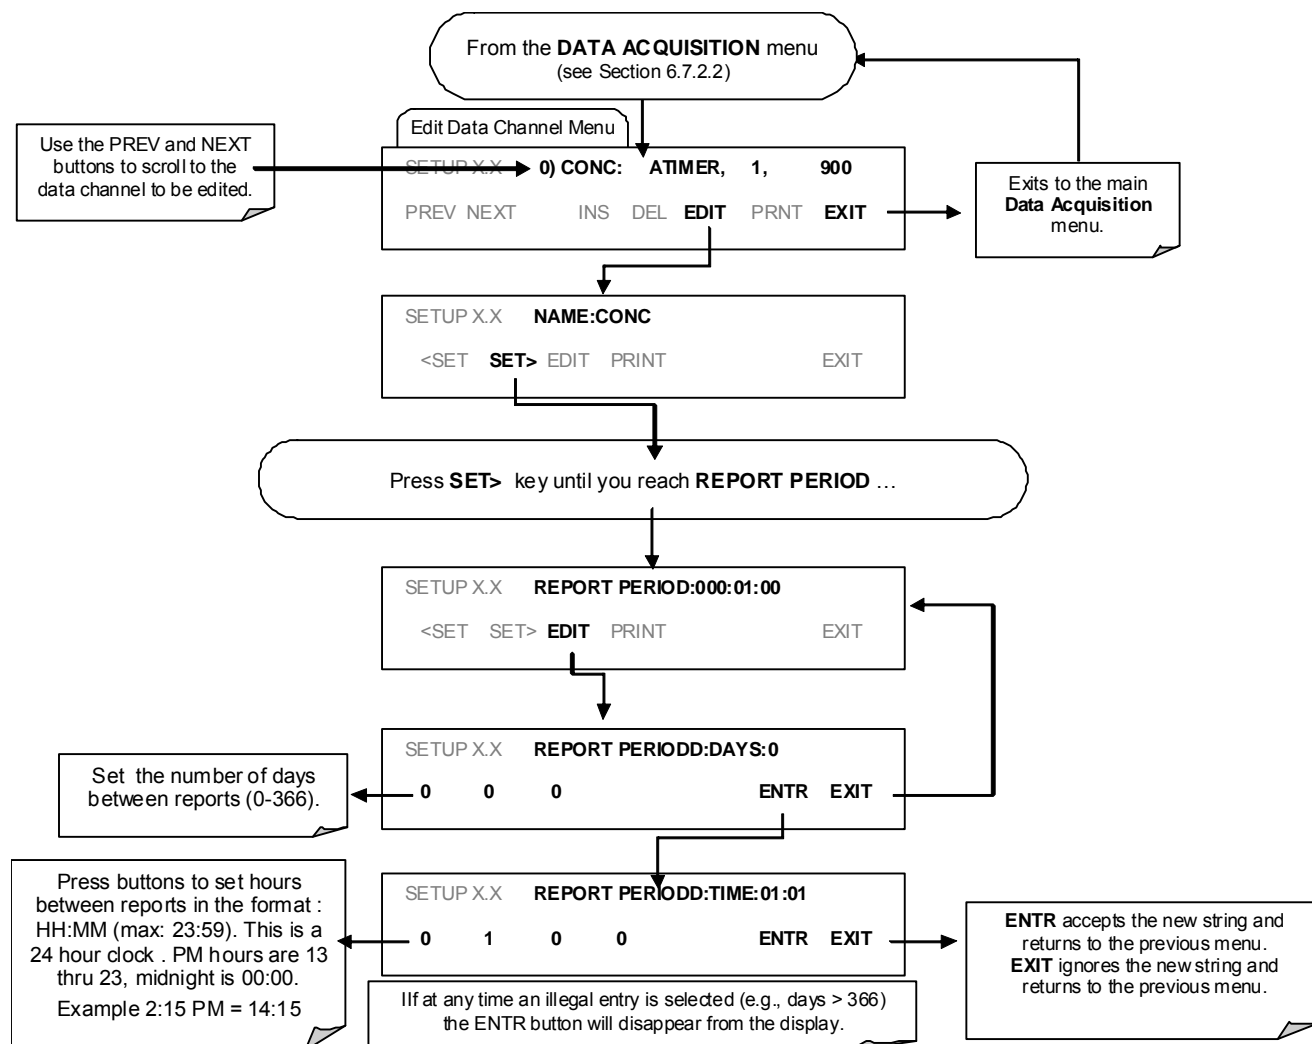 From the DATA ACQUISITION menu
(see Section 6.7.2.2)
Edit Data Channel Menu
Use the PREV and NEXT
buttons to scroll to the
data channel to be edited.
SETUP X.X 0) CONC: ATIMER, 1, 900
PREV NEXT INS DEL EDIT PRNT EXIT
Exits to the main
Data Acquisition
menu.
SETUP X.X NAME:CONC
<SET SET> EDIT PRINT EXIT
Press SET> key until you reach REPORT PERIOD …
SETUP X.X REPORT PERIOD:000:01:00
<SET SET> EDIT PRINT EXIT
SETUP X.X REPORT PERIODD:DAYS:0
0 0 0 ENTR EXIT
Set the number of days
between reports (0-366).
Press buttons to set hours
between reports in the format :
HH:MM (max: 23:59). This is a
24 hour clock . PM hours are 13
thru 23, midnight is 00:00.
Example 2:15 PM = 14:15
SETUP X.X REPORT PERIODD:TIME:01:01
0 1 0 0 ENTR EXIT
ENTR accepts the new string and
returns to the previous menu.
EXIT ignores the new string and
returns to the previous menu.
IIf at any time an illegal entry is selected (e.g., days > 366)
the ENTR button will disappear from the display.